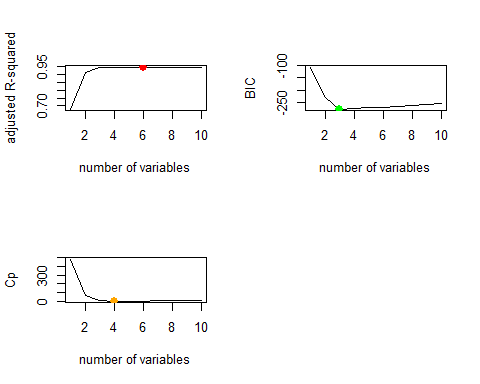 adjusted R-squared
0.70 0.95
2 4 6 8 10
number of variables
BIC
-250 -100
2 4 6 8 10
number of variables
Cp
0 300
2 4 6 8 10
number of variables